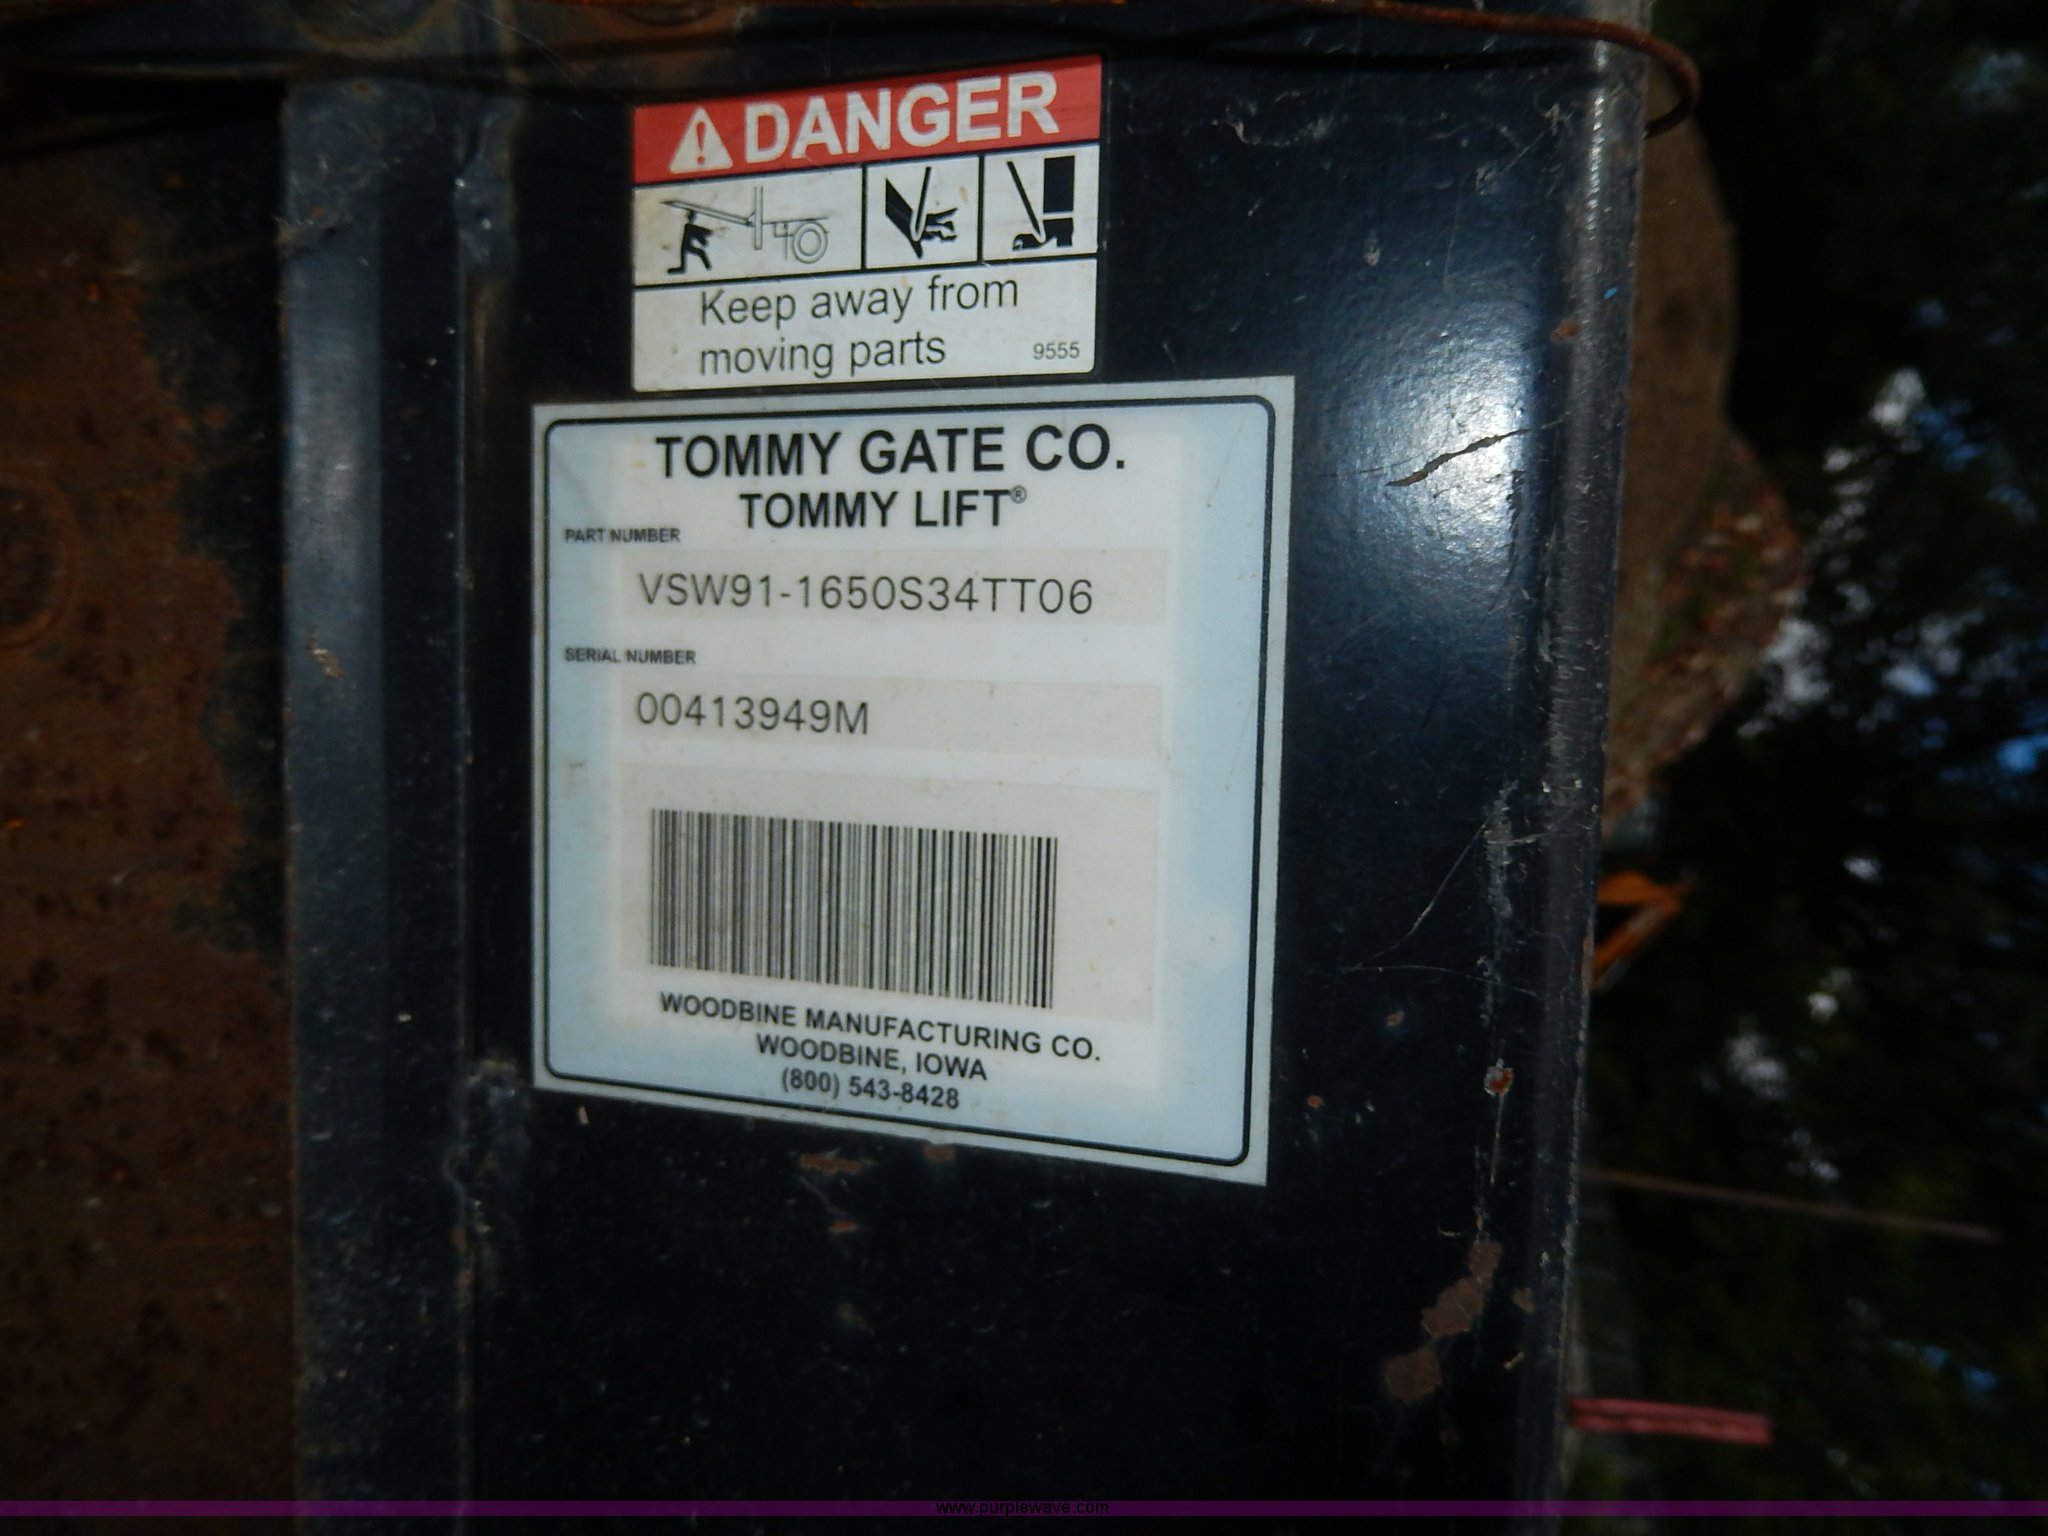 DANGER
Keep away from
moving parts
9555
TOMMY GATE CO.
TOMMY LIFT®
PART NUMBER
VSW91-1650S34TT06
SERIAL NUMBER
00413949M
WOODBINE MANUFACTURING CO.
WOODBINE, IOWA
(800) 543-8428
www.purplewave.com